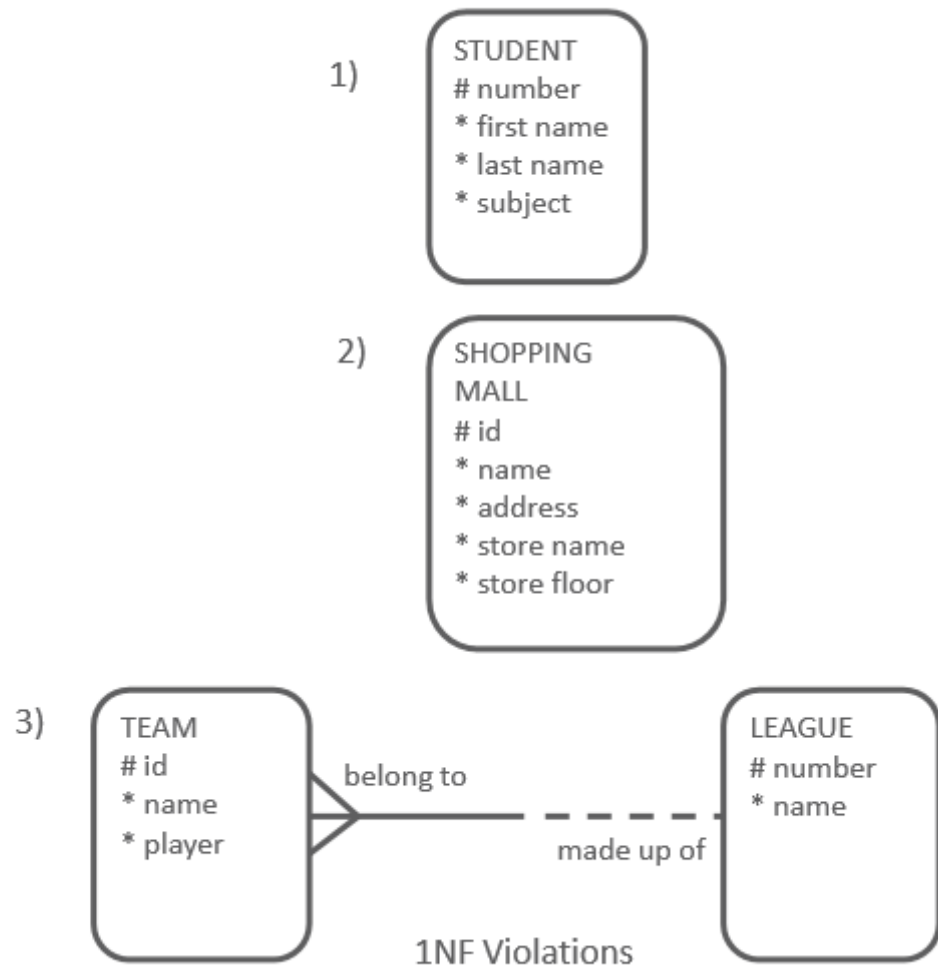 1)
STUDENT
# number
* first name
* last name
* subject
2)
SHOPPING
MALL
# id
* name
* address
* store name
* store floor
3)
TEAM
# id
* name
* player
belong to
made up of
LEAGUE
# number
* name
1NF Violations